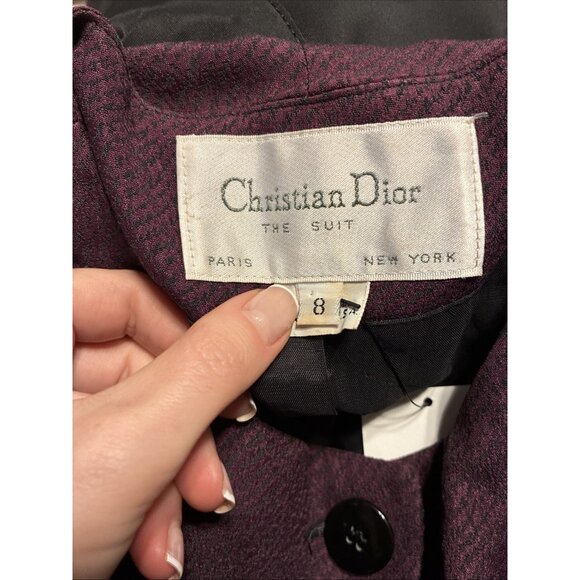 Christian Dior
THE SUIT
PARIS NEW YORK
8